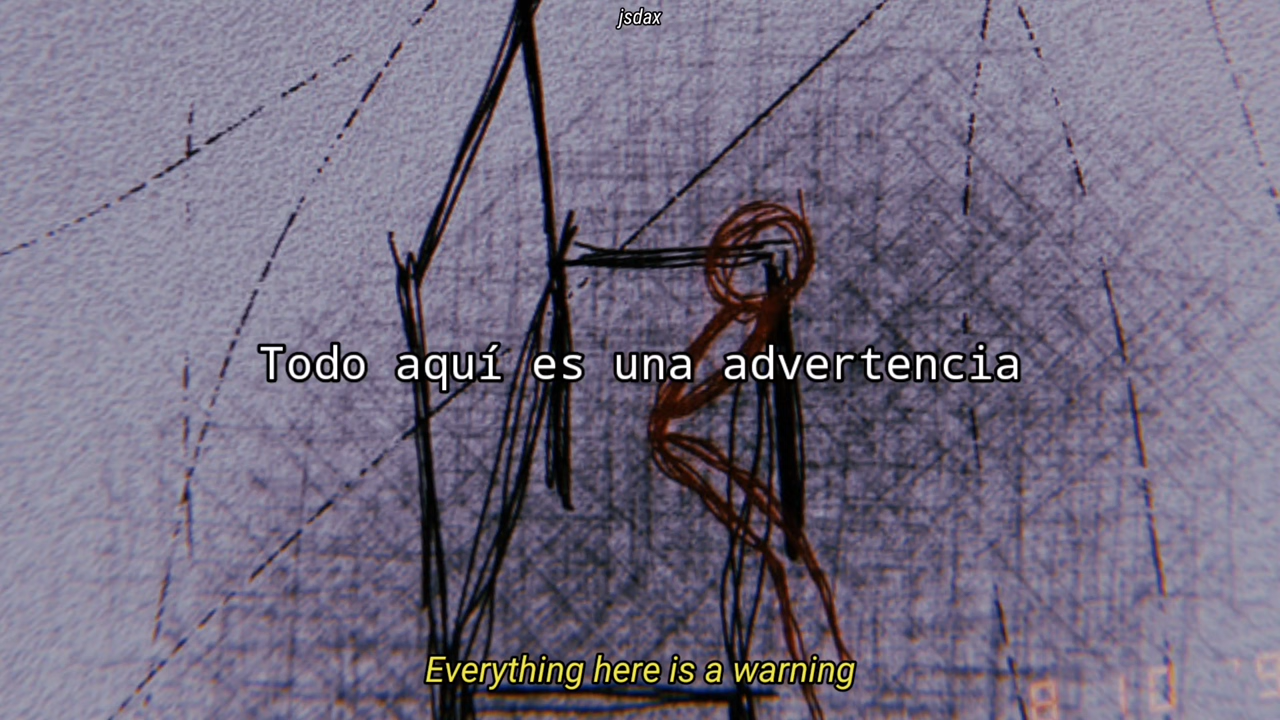 jsdax
Todo aquí es una advertencia
Everything here is a warning